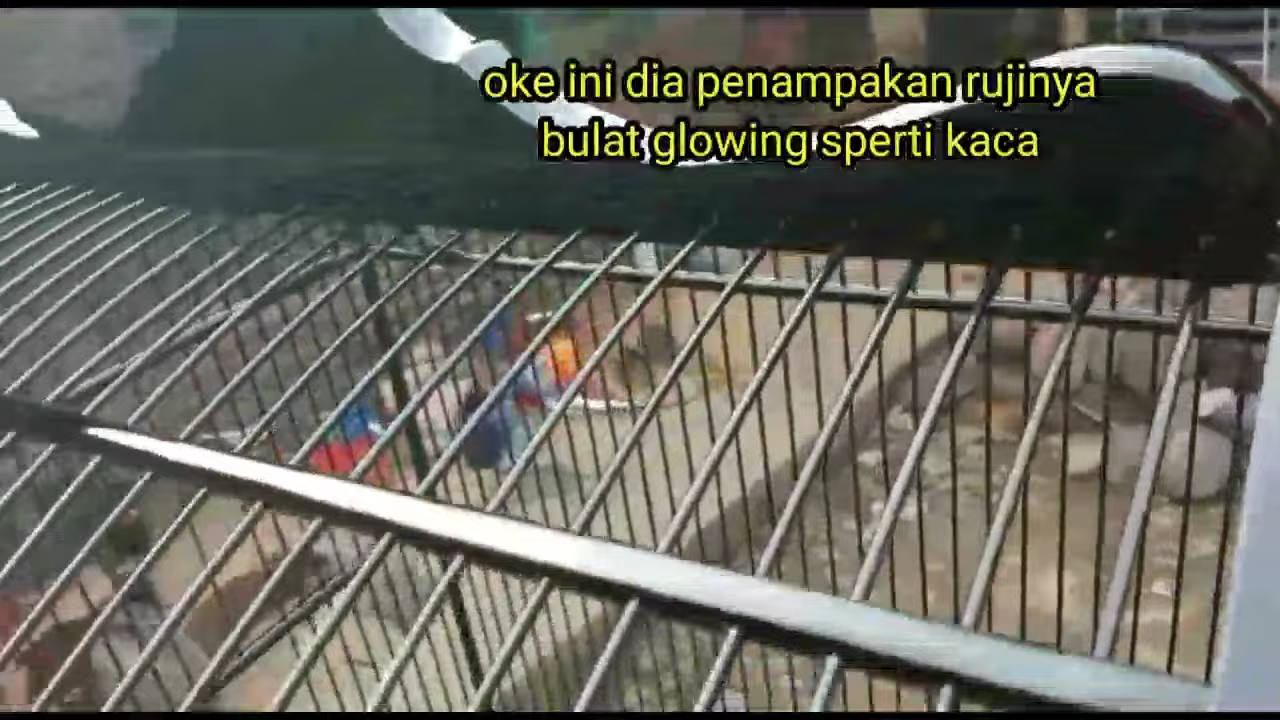 oke ini dia penampakan rujinya
bulat glowing sperti kaca